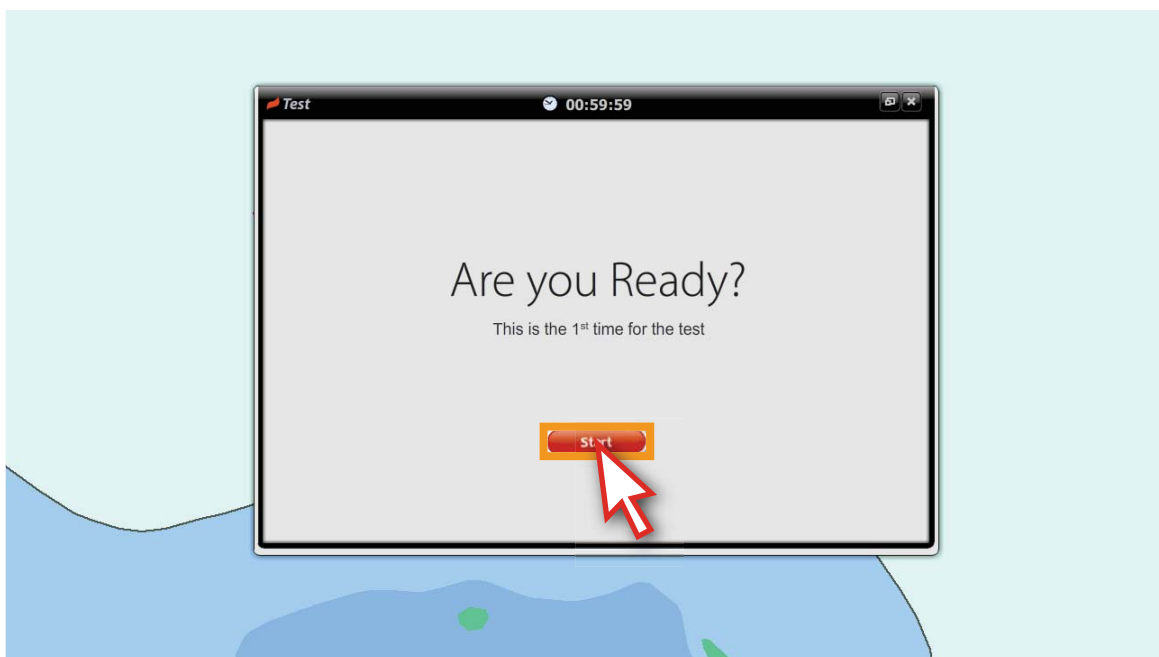 Test
00:59:59
Are you Ready?
This is the 1st time for the test
Start